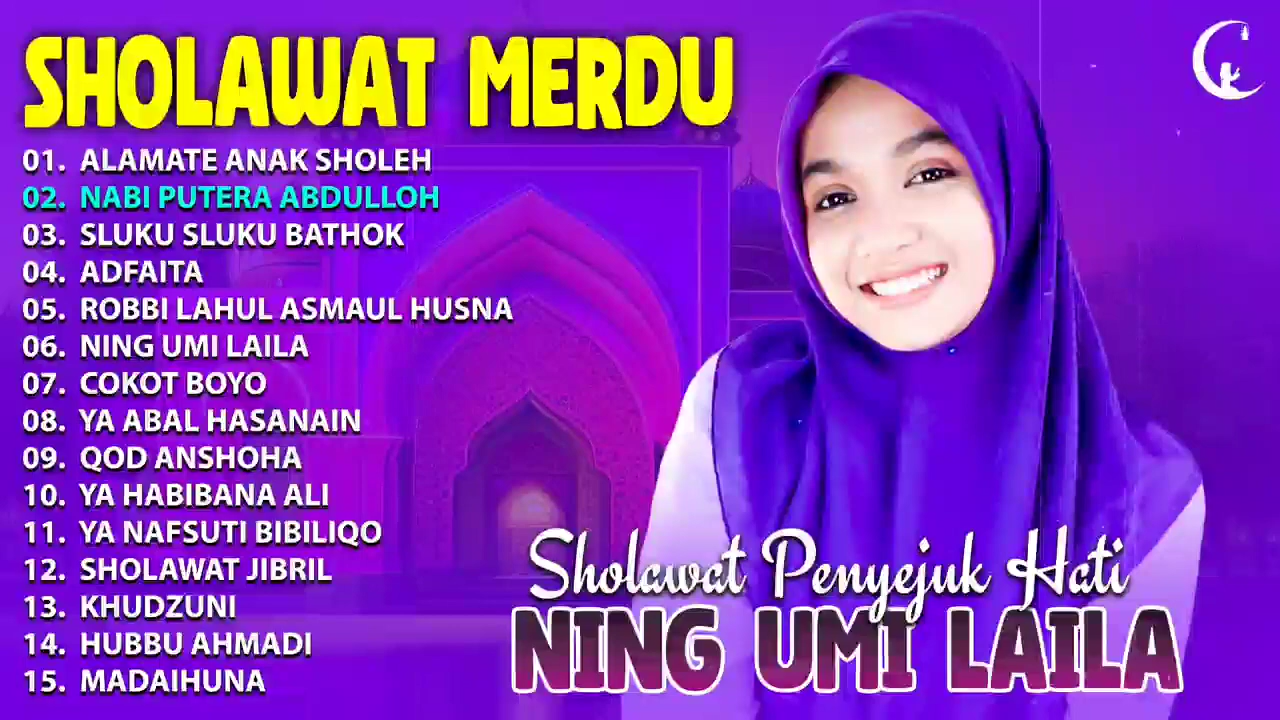 SHOLAWAT MERDU
01. ALAMATE ANAK SHOLEH
02. NABI PUTERA ABDULLOH
03. SLUKU SLUKU BATHOK
04. ADFAITA
05. ROBBI LAHUL ASMAUL HUSNA
06. NING UMI LAILA
07. COKOT BOYO
08. YA ABAL HASANAIN
09. QOD ANSHOHA
10. YA HABIBANA ALI
11. YA NAFSUTI BIBILIQO
12. SHOLAWAT JIBRIL
13. KHUDZUNI
14. HUBBU AHMADI
15. MADAIHUNA
Sholawat Penyejuk Hati
NING UMI LAILA